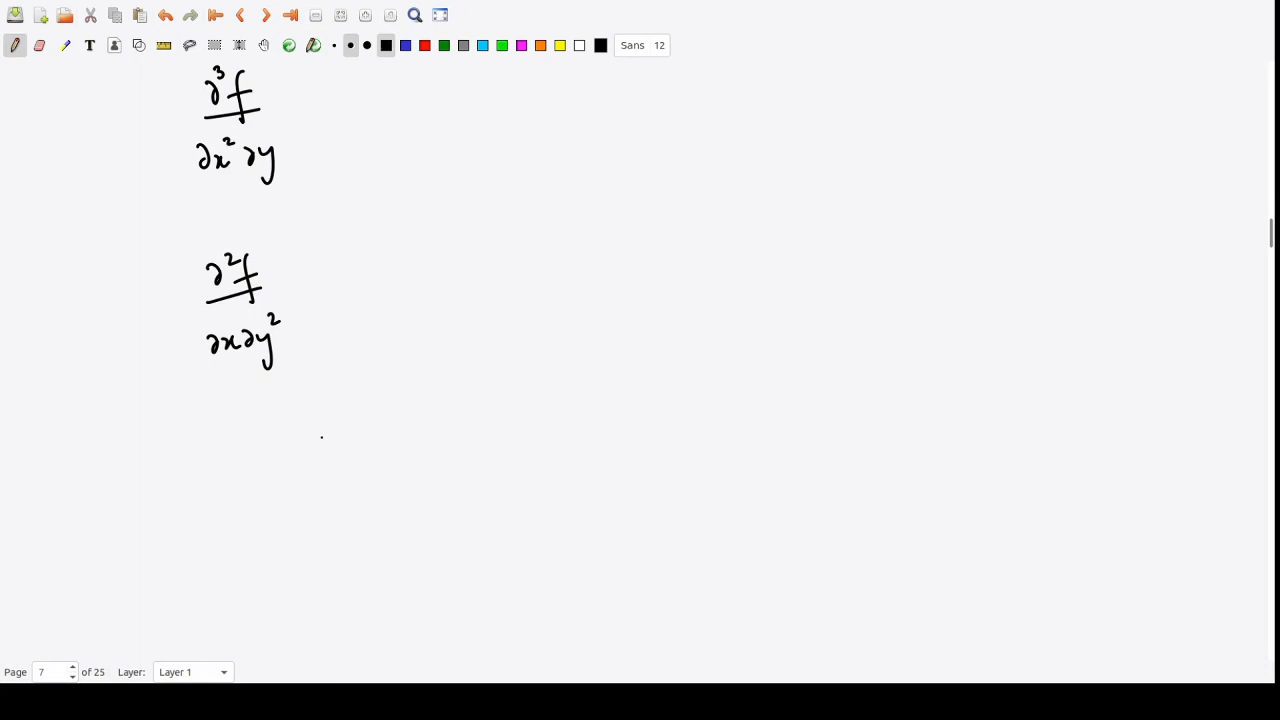 Sans 12
∂³f
∂x² ∂y
∂²f
∂x∂y²
Page 7 of 25 Layer: Layer 1